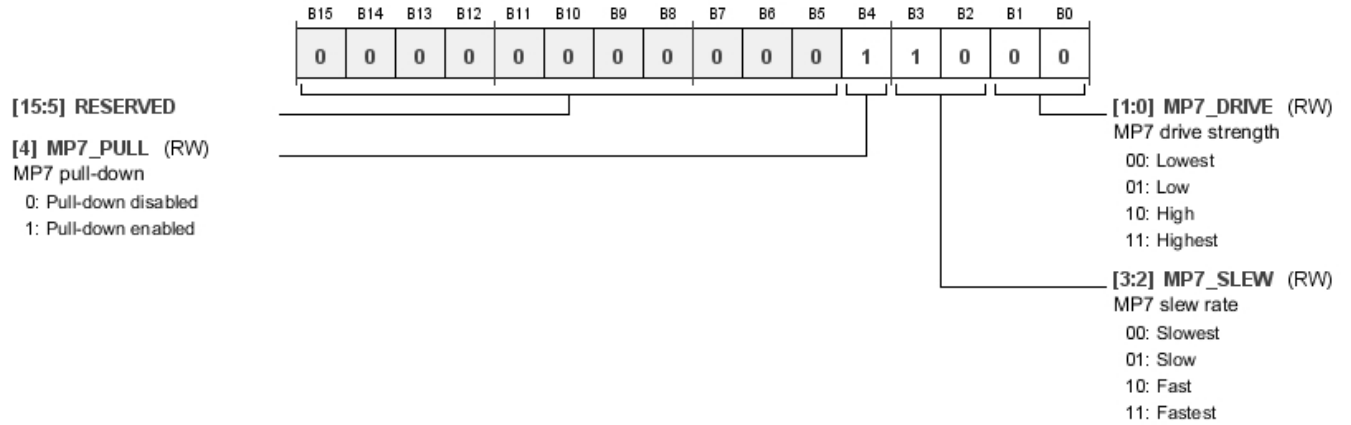 B15 B14 B13 B12 B11 B10 B9 B8 B7 B6 B5 B4 B3 B2 B1 B0
0 0 0 0 0 0 0 0 0 0 0 1 1 0 0 0
[15:5] RESERVED
[4] MP7_PULL (RW)
MP7 pull-down
0: Pull-down disabled
1: Pull-down enabled
[1:0] MP7_DRIVE (RW)
MP7 drive strength
00: Lowest
01: Low
10: High
11: Highest
[3:2] MP7_SLEW (RW)
MP7 slew rate
00: Slowest
01: Slow
10: Fast
11: Fastest